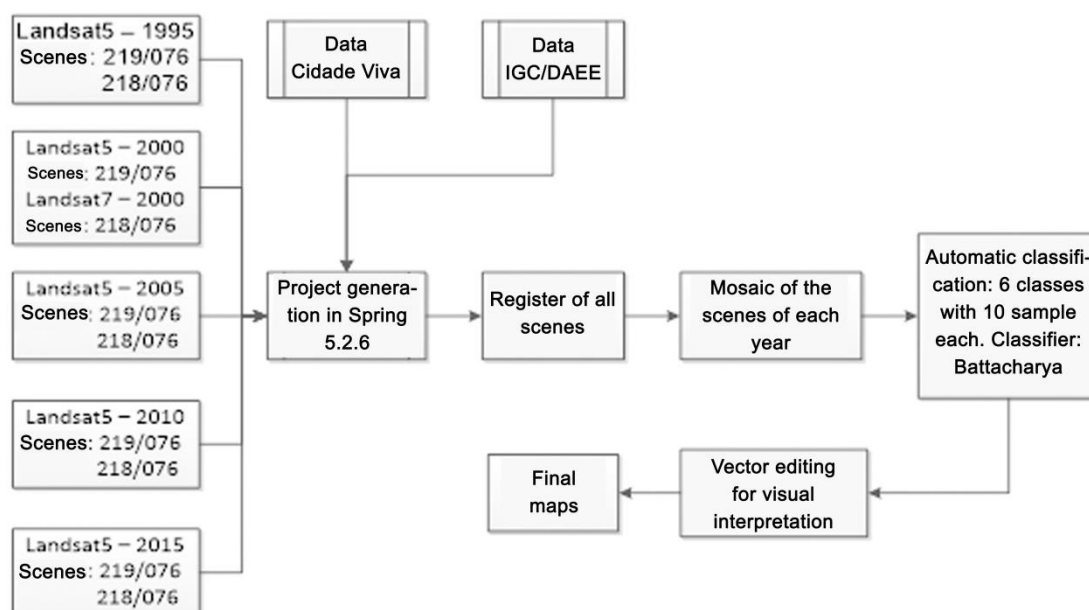 Landsat5 – 1995
Scenes: 219/076
218/076
Landsat5 – 2000
Scenes: 219/076
Landsat7 – 2000
Scenes: 218/076
Landsat5 – 2005
Scenes: 219/076
218/076
Landsat5 – 2010
Scenes: 219/076
218/076
Landsat5 – 2015
Scenes: 219/076
218/076
Data
Cidade Viva
Data
IGC/DAEE
Project genera-
tion in Spring
5.2.6
Register of all
scenes
Mosaic of the
scenes of each
year
Automatic classifi-
cation: 6 classes
with 10 sample
each. Classifier:
Battacharya
Vector editing
for visual
interpretation
Final
maps